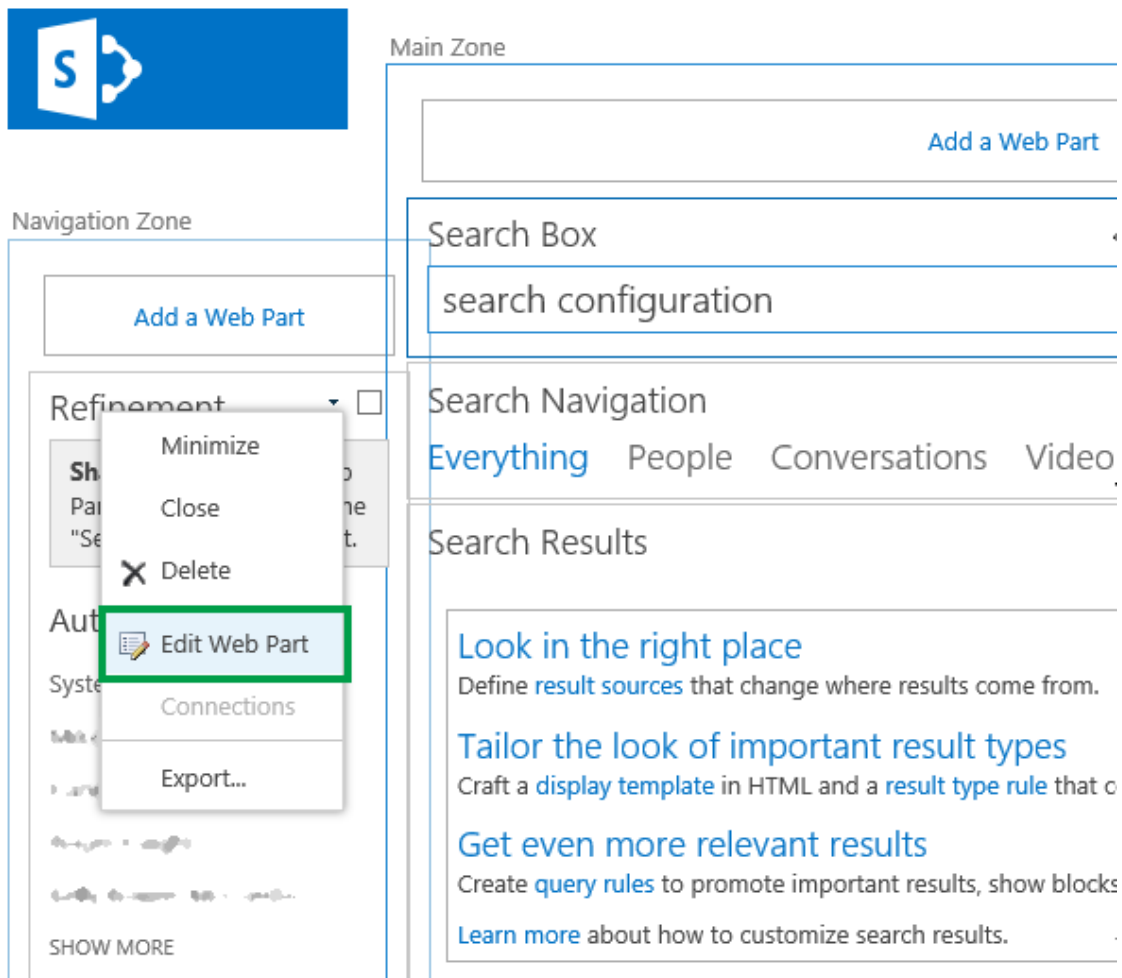 S
Main Zone
Add a Web Part
Navigation Zone
Search Box
Add a Web Part
search configuration
Refinement
Search Navigation
Everything People Conversations Video
Minimize
Close
"Se
Delete
Search Results
Edit Web Part
Connections
Export...
SHOW MORE
Look in the right place
Define result sources that change where results come from.
Tailor the look of important result types
Craft a display template in HTML and a result type rule that c
Get even more relevant results
Create query rules to promote important results, show blocks
Learn more about how to customize search results.